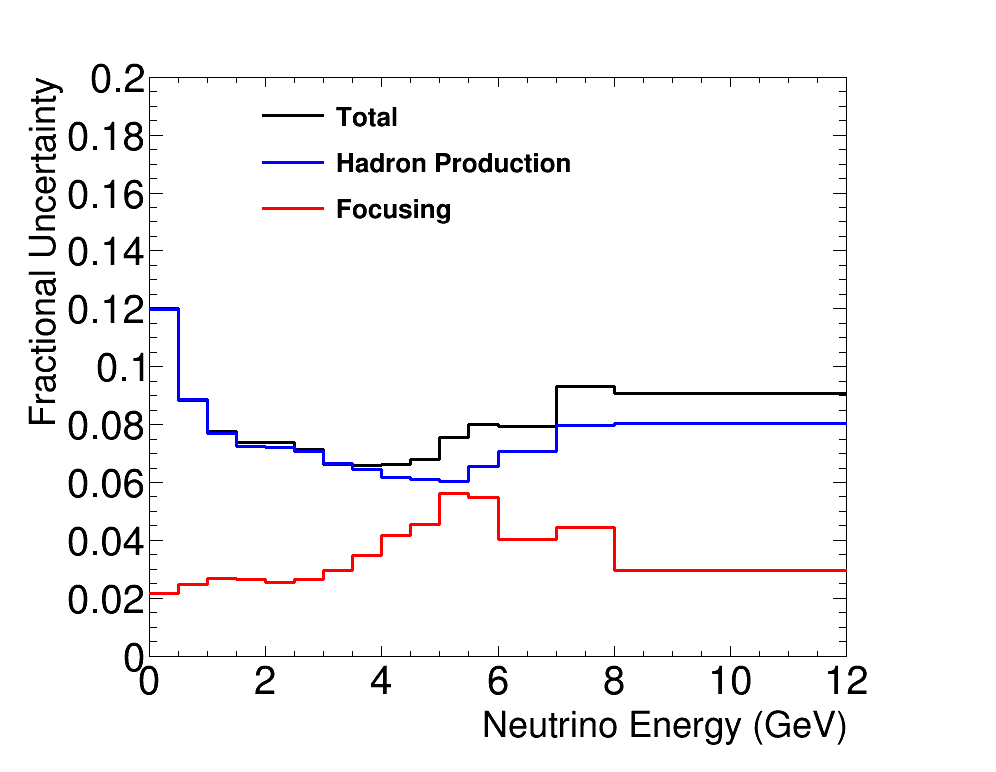 Fractional Uncertainty
0.2
0.18
0.16
0.14
0.12
0.1
0.08
0.06
0.04
0.02
0
Total
Hadron Production
Focusing
0 2 4 6 8 10 12
Neutrino Energy (GeV)